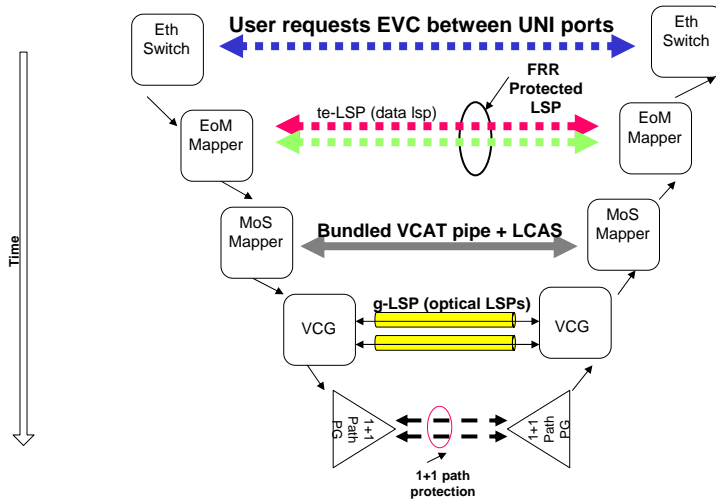 User requests EVC between UNI ports
Eth
Switch
Eth
Switch
FRR
Protected
LSP
te-LSP (data lsp)
EoM
Mapper
EoM
Mapper
MoS
Mapper
Bundled VCAT pipe + LCAS
MoS
Mapper
Time
g-LSP (optical LSPs)
VCG
VCG
1+1
Path
PG
1+1
Path
PG
1+1 path
protection